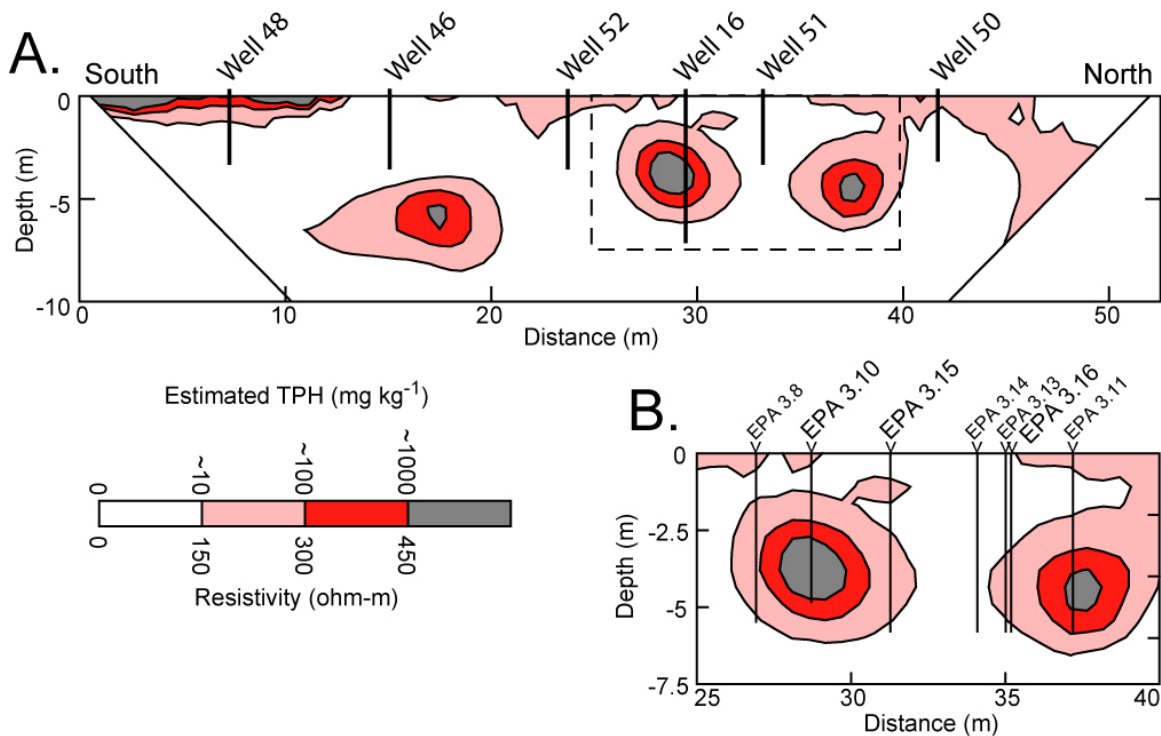 A.
South
Well 48
Well 46
Well 52
Well 16
Well 51
Well 50
North
0
-5
-10
Depth (m)
0
10
20
30
40
50
Distance (m)
Estimated TPH (mg kg⁻¹)
0
~10
~100
~1000
0
150
300
450
Resistivity (ohm-m)
B.
EPA 3.8
EPA 3.10
EPA 3.15
EPA 3.14
EPA 3.13
EPA 3.16
EPA 3.11
0
-2.5
-5
-7.5
Depth (m)
25
30
35
40
Distance (m)